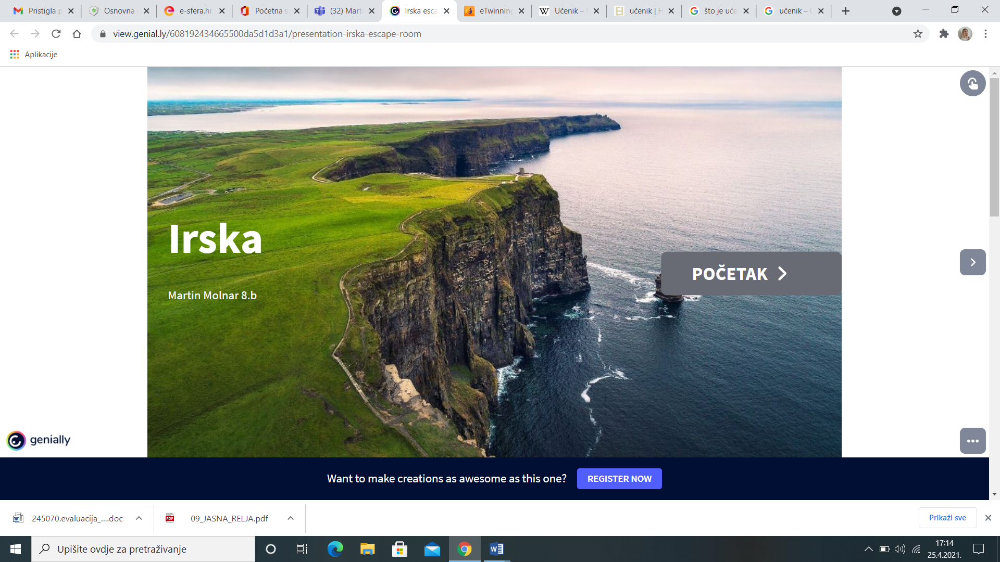 Pristigla p
Osnovna
e-sfera.hr
Početna s
(32) Marti
Irska esca
eTwinning
Učenik –
učenik | H
što je uče
učenik –
view.genial.ly/608192434665500da5d1d3a1/presentation-irska-escape-room
Aplikacije
Irska
POČETAK
Martin Molnar 8.b
genially
Want to make creations as awesome as this one?
REGISTER NOW
245070.evaluacija_....doc
PDF
09_JASNA_RELJA.pdf
Prikaži sve
Upišite ovdje za pretraživanje
17:14
25.4.2021.